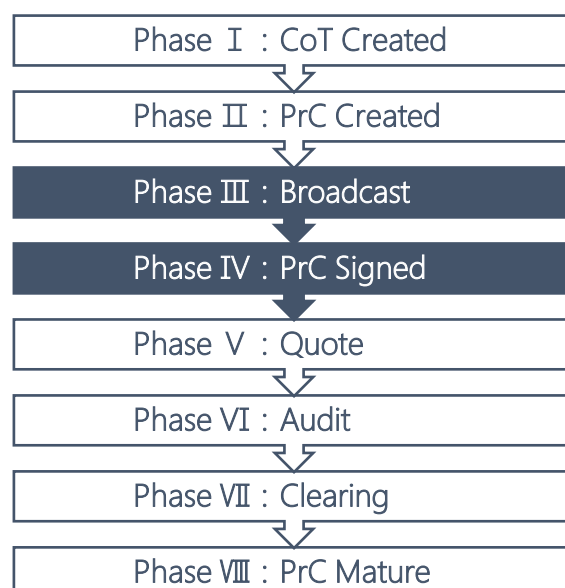 Phase Ⅰ : CoT Created
Phase Ⅱ : PrC Created
Phase Ⅲ : Broadcast
Phase Ⅳ : PrC Signed
Phase Ⅴ : Quote
Phase Ⅵ : Audit
Phase Ⅶ : Clearing
Phase Ⅷ : PrC Mature